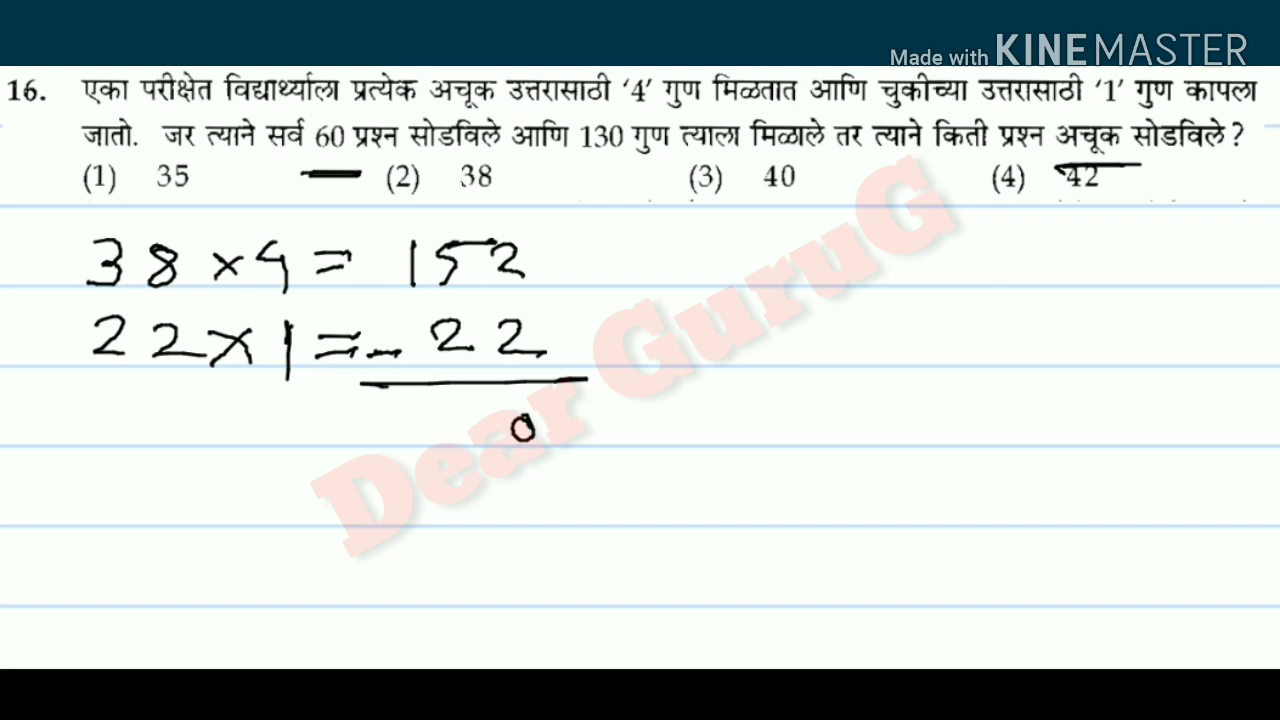 Made with KINEMASTER
16. एका परीक्षेत विद्यार्थ्याला प्रत्येक अचूक उत्तरासाठी ‘4’ गुण मिळतात आणि चुकीच्या उत्तरासाठी ‘1’ गुण कापला
जातो. जर त्याने सर्व 60 प्रश्न सोडविले आणि 130 गुण त्याला मिळाले तर त्याने किती प्रश्न अचूक सोडविले ?
(1) 35 (2) 38 (3) 40 (4) 42
38 × 4 = 152
22 × 1 = - 22
0
Dear GuruG